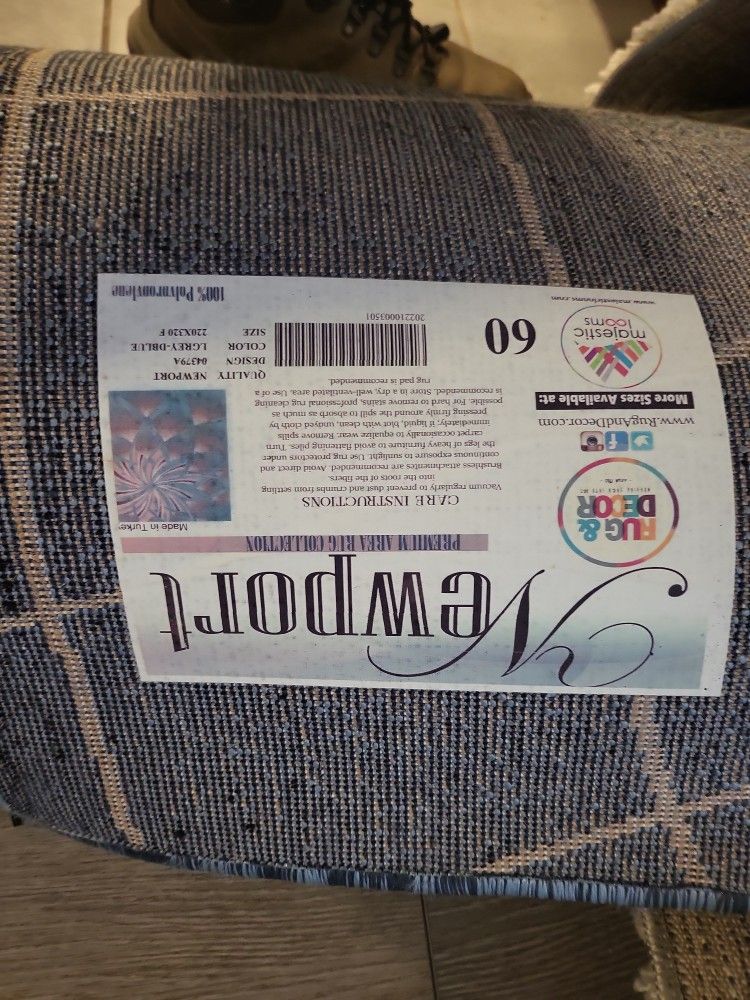 Newport
PREMIUM AREA RUG COLLECTION
RUG &
DECOR
www.RugAndDecor.com
More Sizes Available at:
majestic
looms
www.majesticlooms.com
CARE INSTRUCTIONS
Vacuum regularly to prevent dust and crumbs from settling
into the roots of the fibers.
Brushless attachments are recommended. Avoid direct and
continuous exposure to sunlight. Use rug protectors under
the legs of heavy furniture to avoid flattening piles. Turn
carpet occasionally to equalize wear. Remove spills
immediately; if liquid, blot with clean, undyed cloth by
pressing firmly around the spill to absorb as much as
possible. For hard to remove stains, professional rug cleaning
is recommended. Store in a dry, well-ventilated area. Use of a
rug pad is recommended.
Made in Turkey
QUALITY NEWPORT
DESIGN 04379A
COLOR LGREY-DBLUE
SIZE 220X320 F
60
202210003501
100% Polypropylene